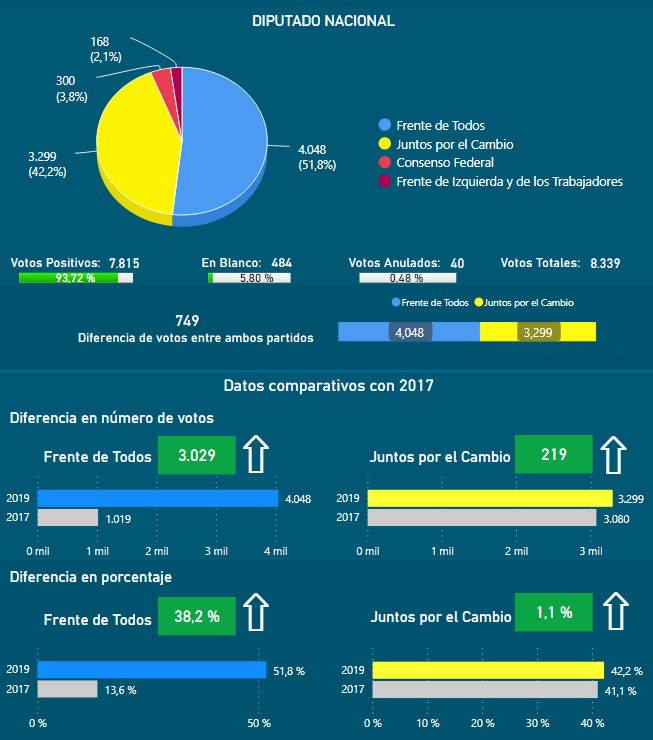 DIPUTADO NACIONAL
168
(2,1%)
300
(3,8%)
3.299
(42,2%)
4.048
(51,8%)
Frente de Todos
Juntos por el Cambio
Consenso Federal
Frente de Izquierda y de los Trabajadores
Votos Positivos: 7.815
93,72 %
En Blanco: 484
5,80 %
Votos Anulados: 40
0,48 %
Votos Totales: 8.339
749
Diferencia de votos entre ambos partidos
Frente de Todos Juntos por el Cambio
4,048 3,299
Datos comparativos con 2017
Diferencia en número de votos
Frente de Todos 3.029
2019 4.048
2017 1.019
0 mil 1 mil 2 mil 3 mil 4 mil
Juntos por el Cambio 219
2019 3.299
2017 3.080
0 mil 1 mil 2 mil 3 mil
Diferencia en porcentaje
Frente de Todos 38,2 %
2019 51,8 %
2017 13,6 %
0 % 50 %
Juntos por el Cambio 1,1 %
2019 42,2 %
2017 41,1 %
0 % 10 % 20 % 30 % 40 %